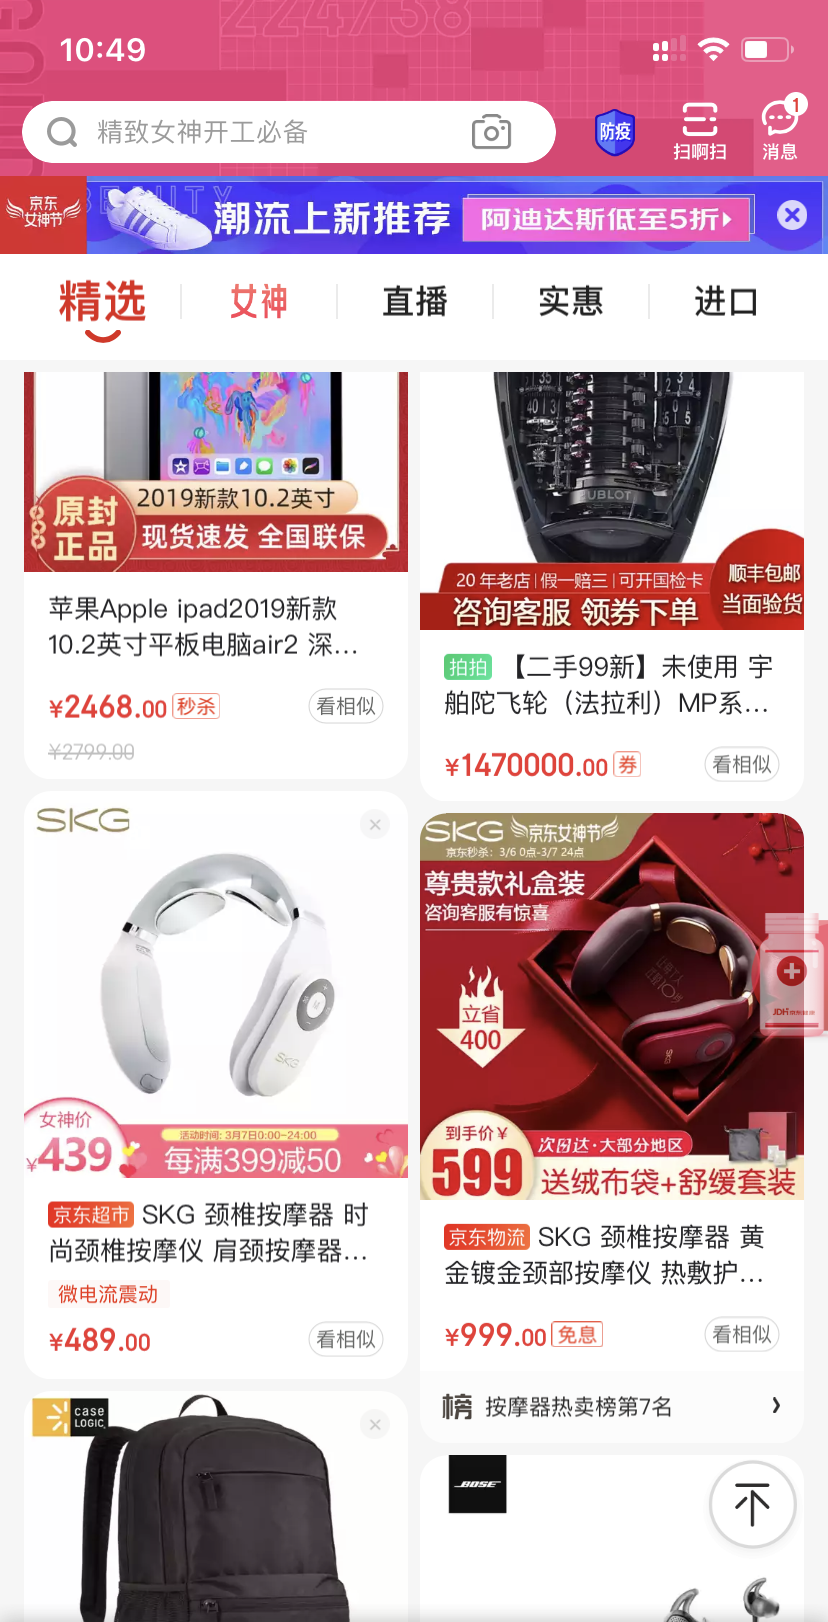 10:49
精致女神开工必备
防疫
扫啊扫
1
消息
BEAUTY
京东
女神节
潮流上新推荐
阿迪达斯低至5折
精选
女神
直播
实惠
进口
2019新款10.2英寸
原封
正品
现货速发 全国联保
苹果Apple ipad2019新款
10.2英寸平板电脑air2 深...
¥2468.00
秒杀
看相似
¥2799.00
HUBLOT
20年老店|假一赔三|可开国检卡
咨询客服 领券下单
顺丰包邮
当面验货
拍拍
【二手99新】未使用 宇
舶陀飞轮（法拉利）MP系...
¥1470000.00
券
看相似
SKG
SKG
女神价
¥439
活动时间: 3月7日0:00-24:00
每满399减50
京东超市 SKG 颈椎按摩器 时
尚颈椎按摩仪 肩颈按摩器...
微电流震动
¥489.00
看相似
SKG 京东女神节
京东秒杀: 3/6 0点-3/7 24点
尊贵款礼盒装
咨询客服有惊喜
立省
400
SKG
JDH 京东健康
到手价¥
599
次日达·大部分地区
送绒布袋+舒缓套装
京东物流 SKG 颈椎按摩器 黄
金镀金颈部按摩仪 热敷护...
¥999.00
免息
看相似
榜 按摩器热卖榜第7名
case
LOGIC
BOSE